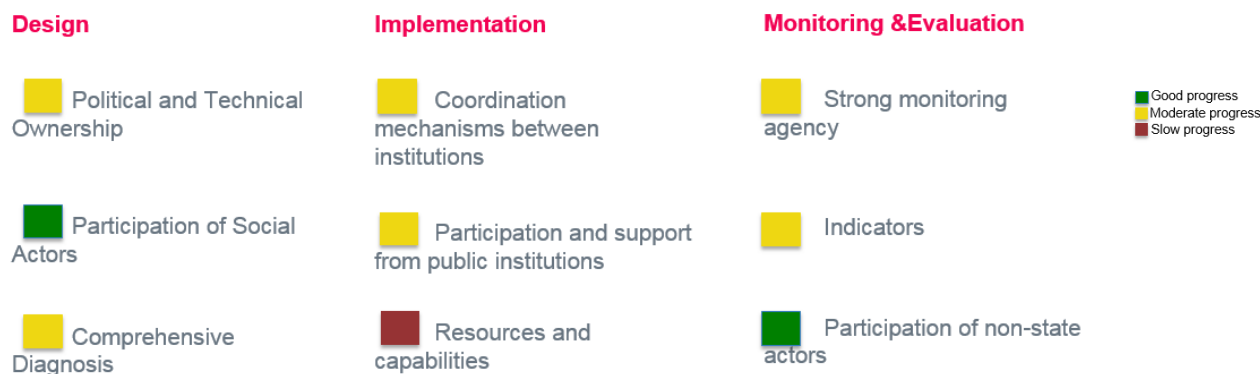 Design
Political and Technical
Ownership
Participation of Social
Actors
Comprehensive
Diagnosis
Implementation
Coordination
mechanisms between
institutions
Participation and support
from public institutions
Resources and
capabilities
Monitoring &Evaluation
Strong monitoring
agency
Indicators
Participation of non-state
actors
Good progress
Moderate progress
Slow progress